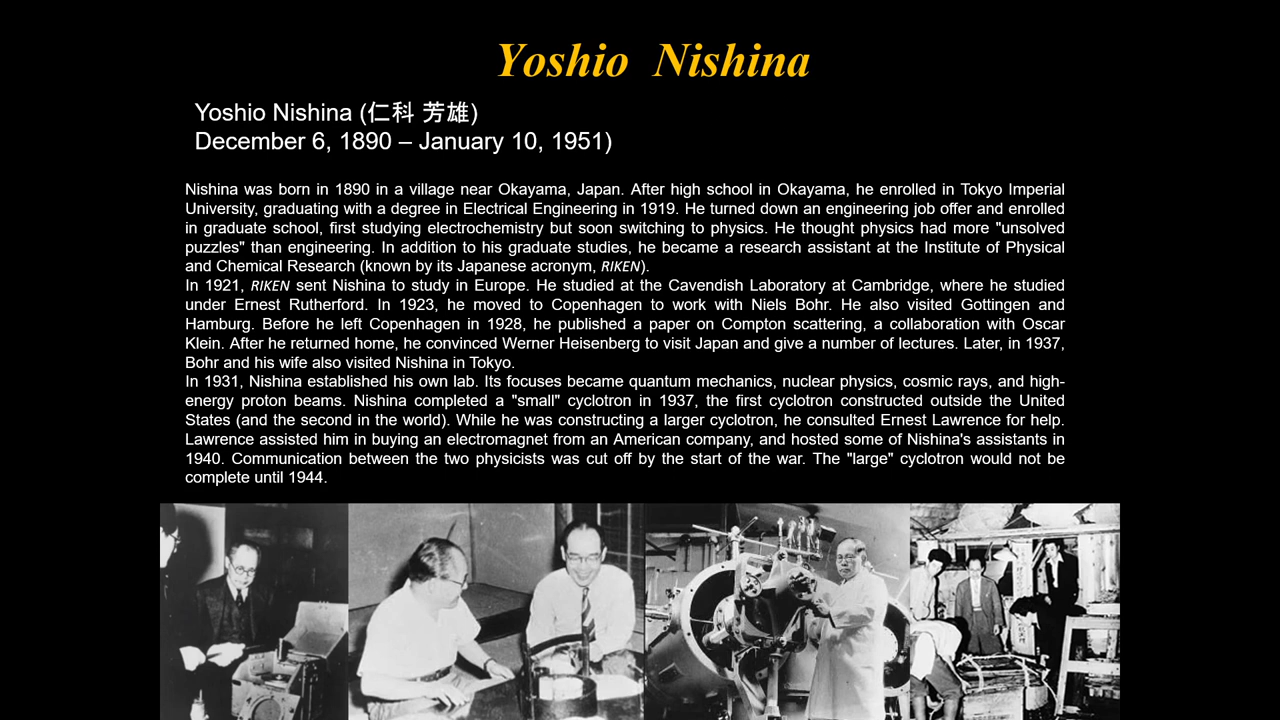 Yoshio Nishina
Yoshio Nishina (仁科 芳雄)
December 6, 1890 – January 10, 1951)
Nishina was born in 1890 in a village near Okayama, Japan. After high school in Okayama, he enrolled in Tokyo Imperial
University, graduating with a degree in Electrical Engineering in 1919. He turned down an engineering job offer and enrolled
in graduate school, first studying electrochemistry but soon switching to physics. He thought physics had more "unsolved
puzzles" than engineering. In addition to his graduate studies, he became a research assistant at the Institute of Physical
and Chemical Research (known by its Japanese acronym, RIKEN).
In 1921, RIKEN sent Nishina to study in Europe. He studied at the Cavendish Laboratory at Cambridge, where he studied
under Ernest Rutherford. In 1923, he moved to Copenhagen to work with Niels Bohr. He also visited Gottingen and
Hamburg. Before he left Copenhagen in 1928, he published a paper on Compton scattering, a collaboration with Oscar
Klein. After he returned home, he convinced Werner Heisenberg to visit Japan and give a number of lectures. Later, in 1937,
Bohr and his wife also visited Nishina in Tokyo.
In 1931, Nishina established his own lab. Its focuses became quantum mechanics, nuclear physics, cosmic rays, and high-
energy proton beams. Nishina completed a "small" cyclotron in 1937, the first cyclotron constructed outside the United
States (and the second in the world). While he was constructing a larger cyclotron, he consulted Ernest Lawrence for help.
Lawrence assisted him in buying an electromagnet from an American company, and hosted some of Nishina's assistants in
1940. Communication between the two physicists was cut off by the start of the war. The "large" cyclotron would not be
complete until 1944.